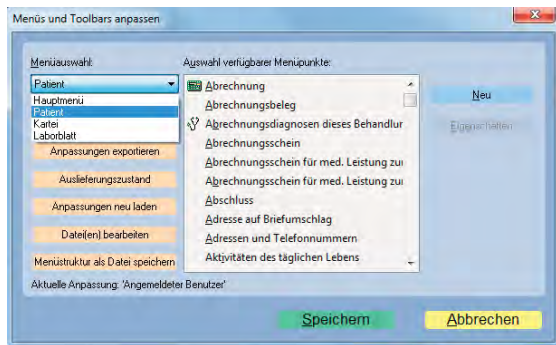 Menüs und Toolbars anpassen
Menüauswahl:
Auswahl verfügbarer Menüpunkte:
Patient
Hauptmenü
Patient
Kartei
Laborblatt
Anpassungen exportieren
Auslieferungszustand
Anpassungen neu laden
Datei(en) bearbeiten
Menüstruktur als Datei speichern
Abrechnung
Abrechnungsbeleg
Abrechnungsdiagnosen dieses Behandlur
Abrechnungsschein
Abrechnungsschein für med. Leistung zur
Abrechnungsschein für med. Leistung zur
Abschluss
Adresse auf Briefumschlag
Adressen und Telefonnummern
Aktivitäten des täglichen Lebens
Neu
Eigenschaften
Aktuelle Anpassung: 'Angemeldeter Benutzer'
Speichern
Abbrechen